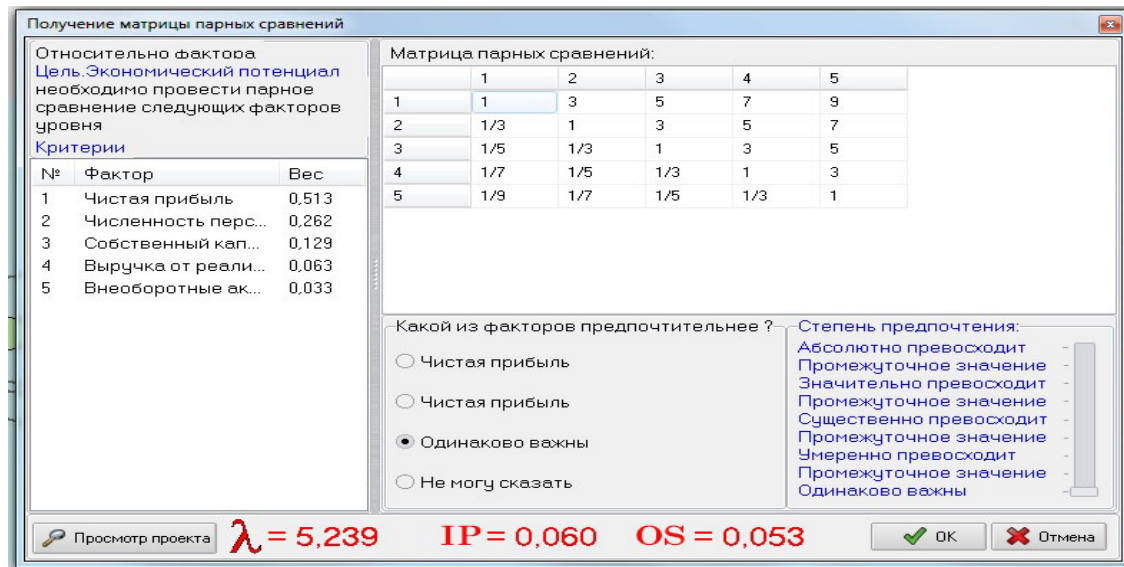 Получение матрицы парных сравнений
Относительно фактора
Цель.Экономический потенциал
необходимо провести парное
сравнение следующих факторов
уровня
Критерии
№ Фактор Вес
1 Чистая прибыль 0,513
2 Численность перс... 0,262
3 Собственный кап... 0,129
4 Выручка от реали... 0,063
5 Внеоборотные ак... 0,033
Матрица парных сравнений:
1 2 3 4 5
1 1 3 5 7 9
2 1/3 1 3 5 7
3 1/5 1/3 1 3 5
4 1/7 1/5 1/3 1 3
5 1/9 1/7 1/5 1/3 1
Какой из факторов предпочтительнее ?
Чистая прибыль
Чистая прибыль
Одинаково важны
Не могу сказать
Степень предпочтения:
Абсолютно превосходит
Промежуточное значение
Значительно превосходит
Промежуточное значение
Существенно превосходит
Промежуточное значение
Умеренно превосходит
Промежуточное значение
Одинаково важны
Просмотр проекта λ = 5,239 IP = 0,060 OS = 0,053 OK Отмена